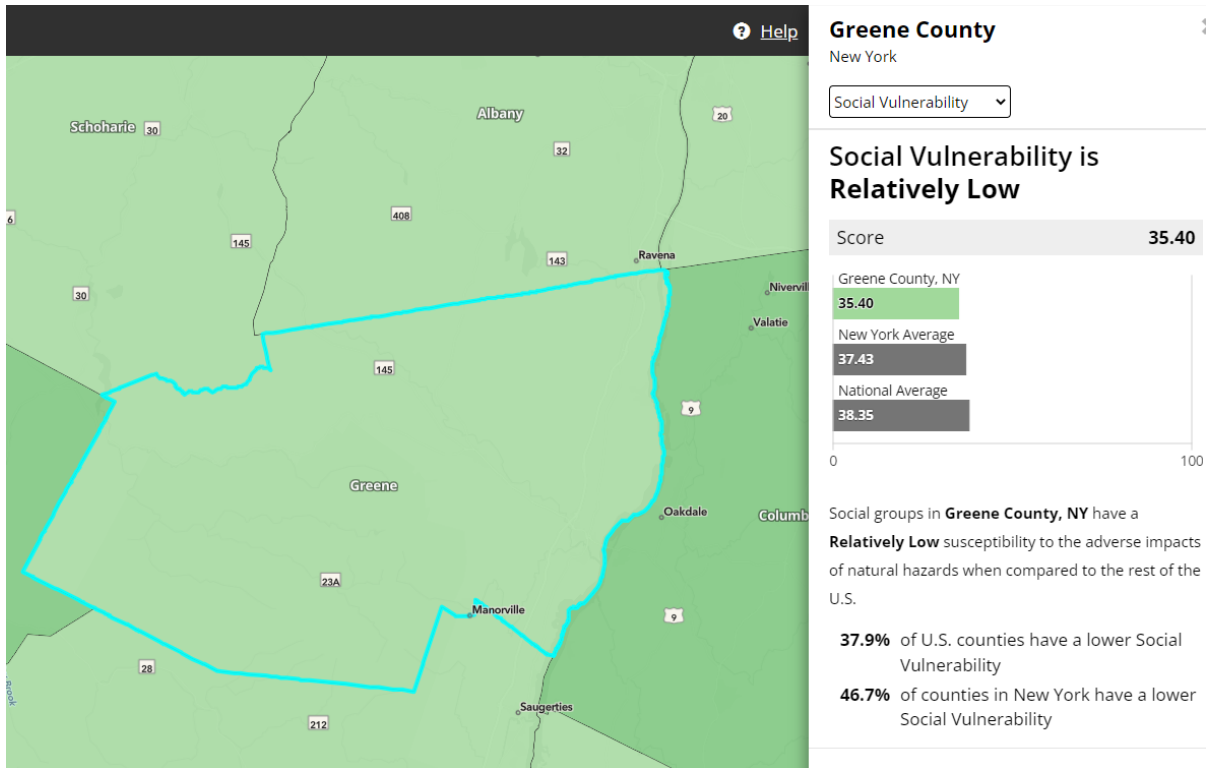 Help
Schoharie
30
Albany
20
32
6
408
145
143
Ravena
30
Nivervill
Valatie
145
9
Greene
Oakdale
Columb
23A
Manorville
9
28
Brook
Saugerties
212
Greene County
New York
Social Vulnerability
Social Vulnerability is
Relatively Low
Score 35.40
Greene County, NY
35.40
New York Average
37.43
National Average
38.35
0 100
Social groups in Greene County, NY have a
Relatively Low susceptibility to the adverse impacts
of natural hazards when compared to the rest of the
U.S.
37.9% of U.S. counties have a lower Social
Vulnerability
46.7% of counties in New York have a lower
Social Vulnerability